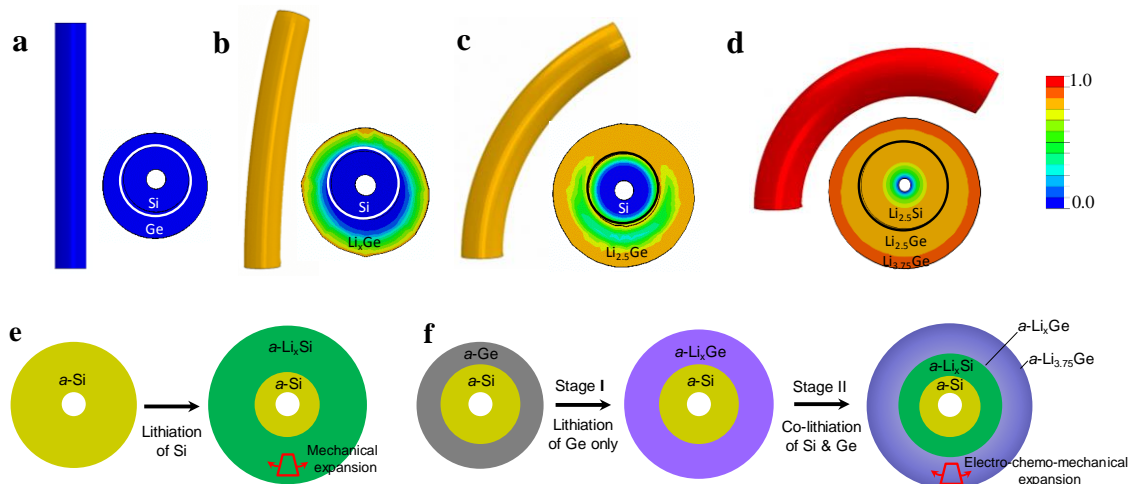 a
b
c
d
1.0
0.0
Si
Ge
Si
LiₓGe
Si
Li₂.₅Ge
Li₂.₅Si
Li₂.₅Ge
Li₃.₇₅Ge
e
a-Si
Lithiation
of Si
a-LiₓSi
a-Si
Mechanical
expansion
f
a-Ge
a-Si
Stage I
Lithiation
of Ge only
a-LiₓGe
a-Si
Stage II
Co-lithiation
of Si & Ge
a-LiₓGe
a-Li₃.₇₅Ge
a-LiₓSi
a-Si
Electro-chemo-mechanical
expansion